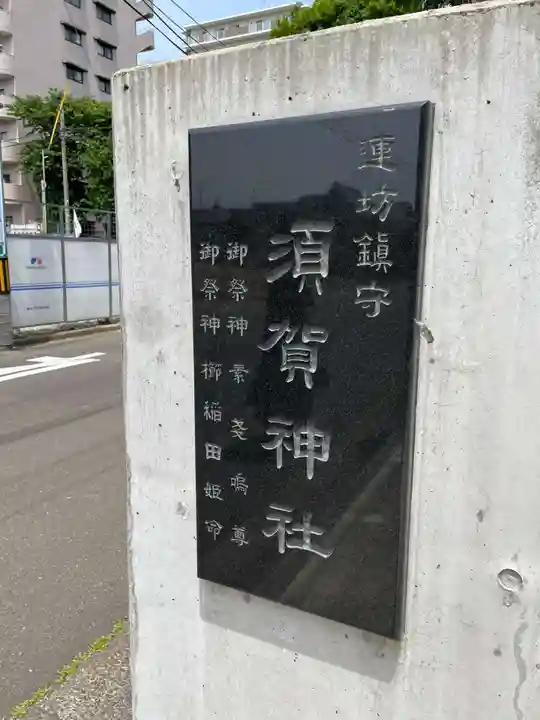 蓮坊鎮守
須賀神社
御祭神 素戔嗚尊
御祭神 櫛稲田姫命